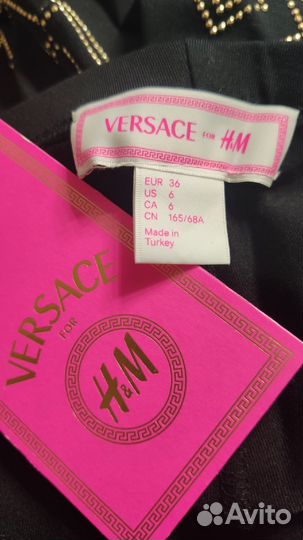 VERSACE FOR H&M
EUR 36
US 6
CA 6
CN 165/68A
Made in
Turkey
VERSACE
FOR
H&M
Avito